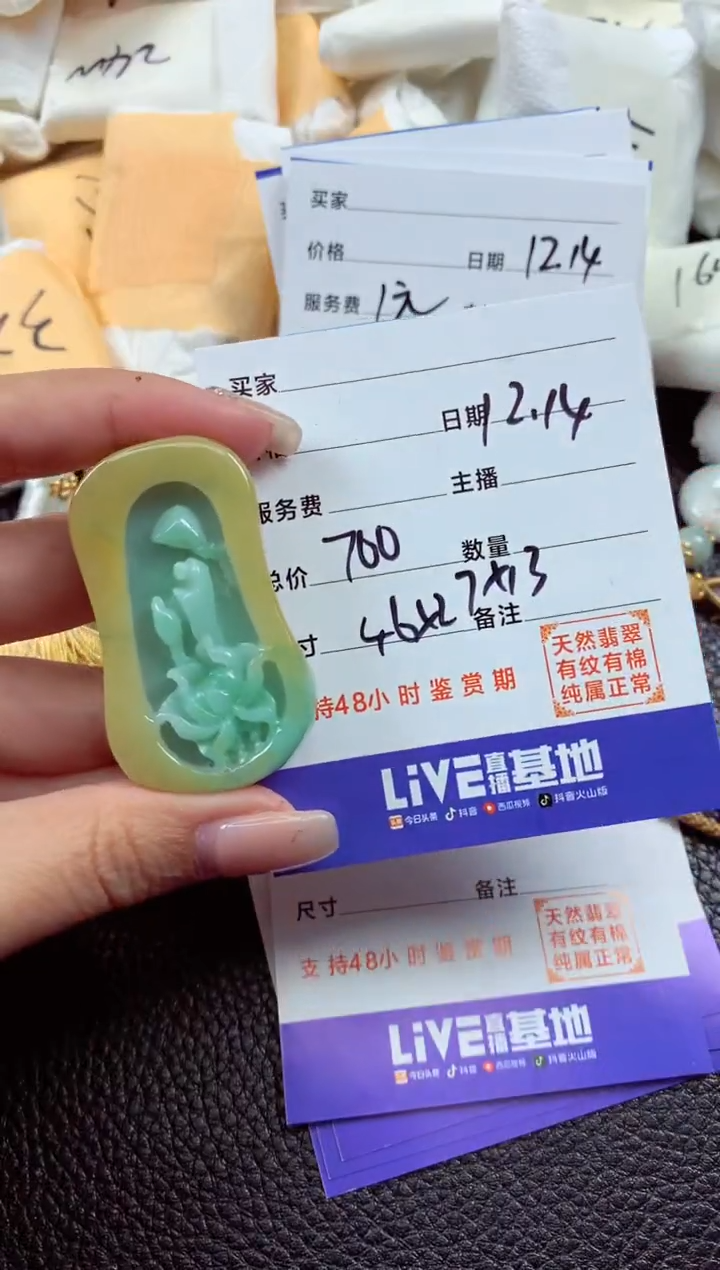 买家
价格 日期 12.14
服务费 1元
买家
日期 12.14
服务费 主播
总价 700 数量
寸 46x27x13 备注
持48小时鉴赏期
天然翡翠
有纹有棉
纯属正常
LiVE直播基地
今日头条 抖音 西瓜视频 抖音火山版
尺寸 备注
支持48小时鉴赏期
天然翡翠
有纹有棉
纯属正常
LiVE直播基地
今日头条 抖音 西瓜视频 抖音火山版